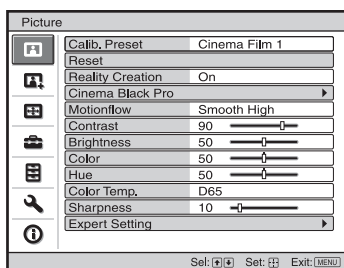 Picture
Calib. Preset Cinema Film 1
Reset
Reality Creation On
Cinema Black Pro
Motionflow Smooth High
Contrast 90
Brightness 50
Color 50
Hue 50
Color Temp. D65
Sharpness 10
Expert Setting
Sel: Set: Exit: MENU